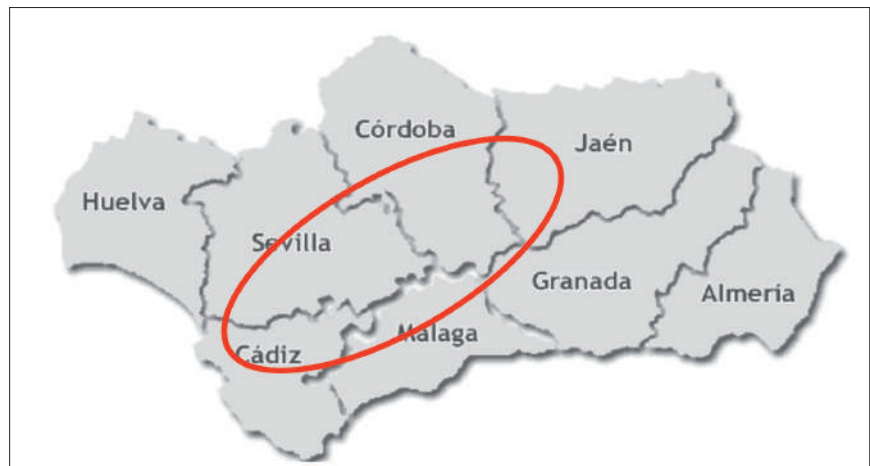 Córdoba
Jaén
Huelva
Sevilla
Granada
Almería
Málaga
Cádiz